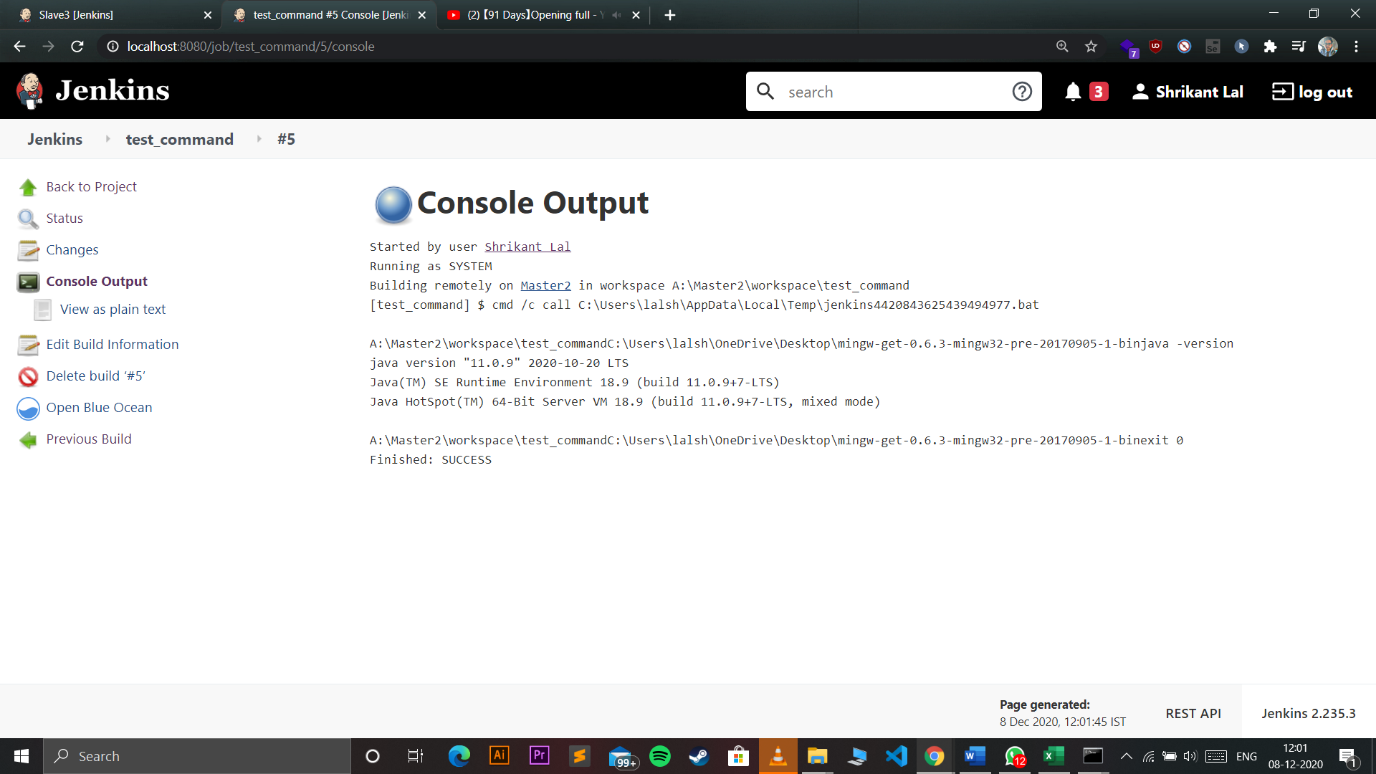 Slave3 [Jenkins]
test_command #5 Console [Jenki
(2) 【91 Days】Opening full - Y
localhost:8080/job/test_command/5/console
7
Jenkins
search
3
Shrikant Lal
log out
Jenkins
test_command
#5
Back to Project
Status
Changes
Console Output
View as plain text
Edit Build Information
Delete build '#5'
Open Blue Ocean
Previous Build
Console Output
Started by user Shrikant Lal
Running as SYSTEM
Building remotely on Master2 in workspace A:\Master2\workspace\test_command
[test_command] $ cmd /c call C:\Users\lalsh\AppData\Local\Temp\jenkins4420843625439494977.bat
A:\Master2\workspace\test_commandC:\Users\lalsh\OneDrive\Desktop\mingw-get-0.6.3-mingw32-pre-20170905-1-binjava -version
java version "11.0.9" 2020-10-20 LTS
Java(TM) SE Runtime Environment 18.9 (build 11.0.9+7-LTS)
Java HotSpot(TM) 64-Bit Server VM 18.9 (build 11.0.9+7-LTS, mixed mode)
A:\Master2\workspace\test_commandC:\Users\lalsh\OneDrive\Desktop\mingw-get-0.6.3-mingw32-pre-20170905-1-binexit 0
Finished: SUCCESS
Page generated:
8 Dec 2020, 12:01:45 IST
REST API
Jenkins 2.235.3
Search
Ai
Pr
99+
12
ENG
12:01
08-12-2020
1